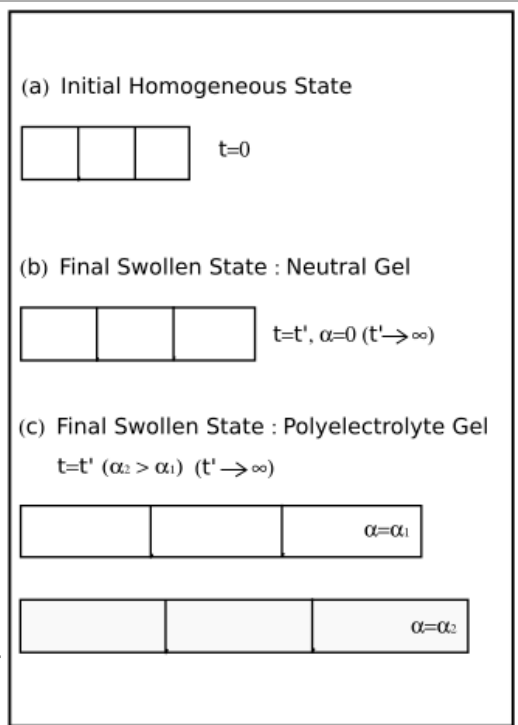 (a) Initial Homogeneous State
t=0
(b) Final Swollen State : Neutral Gel
t=t', α=0 (t'→∞)
(c) Final Swollen State : Polyelectrolyte Gel
t=t' (α₂ > α₁) (t'→∞)
α=α₁
α=α₂